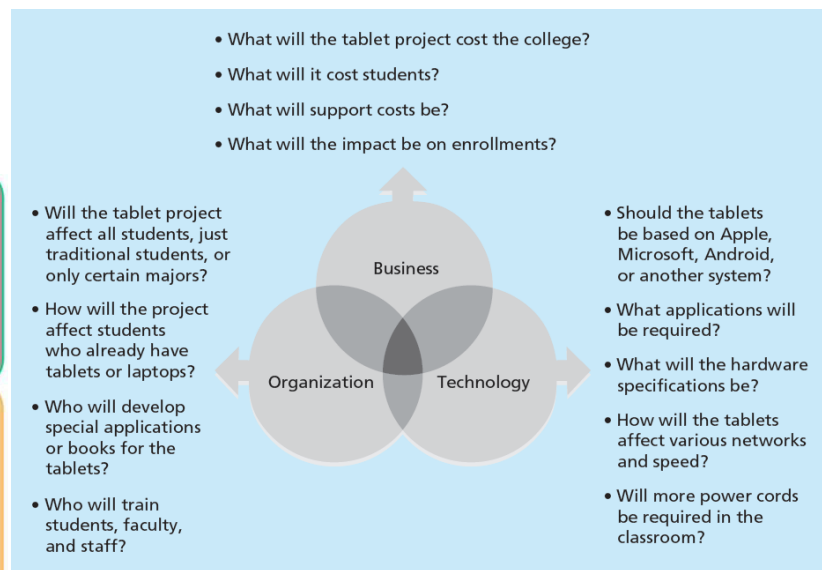 • What will the tablet project cost the college?
• What will it cost students?
• What will support costs be?
• What will the impact be on enrollments?
• Will the tablet project
affect all students, just
traditional students, or
only certain majors?
• How will the project
affect students
who already have
tablets or laptops?
• Who will develop
special applications
or books for the
tablets?
• Who will train
students, faculty,
and staff?
Business
Organization
Technology
• Should the tablets
be based on Apple,
Microsoft, Android,
or another system?
• What applications will
be required?
• What will the hardware
specifications be?
• How will the tablets
affect various networks
and speed?
• Will more power cords
be required in the
classroom?